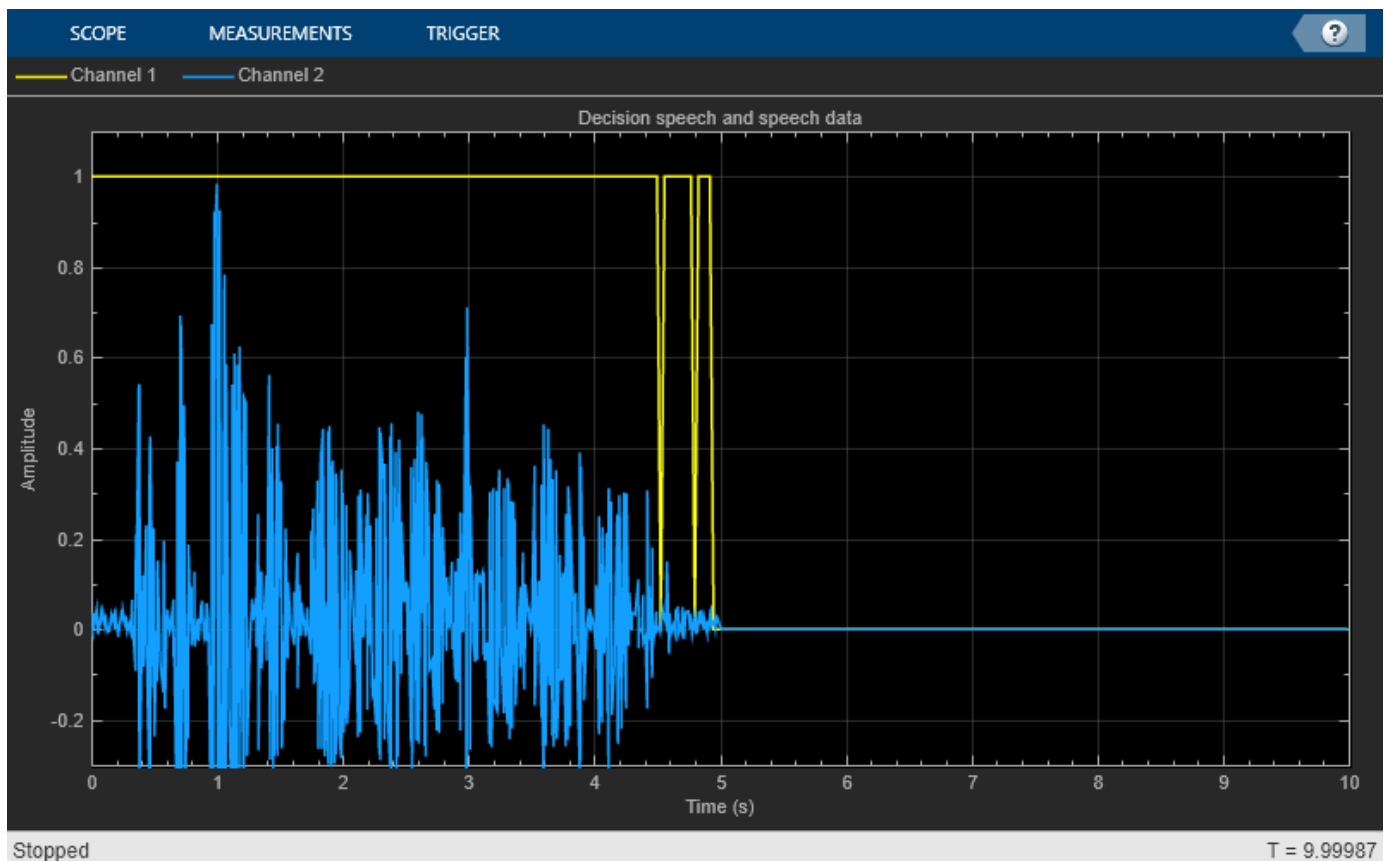 SCOPE MEASUREMENTS TRIGGER ?
Channel 1 Channel 2
Decision speech and speech data
1
0.8
0.6
0.4
0.2
0
-0.2
Amplitude
0 1 2 3 4 5 6 7 8 9 10
Time (s)
Stopped T = 9.99987